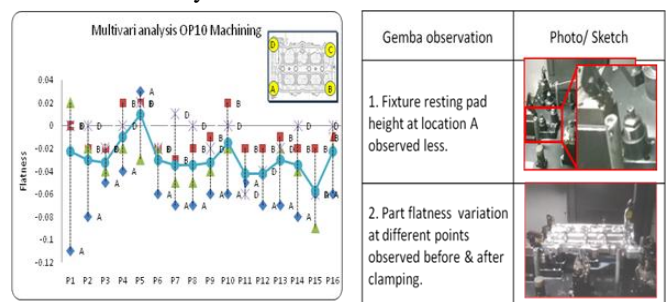 Multivari analysis OP10 Machining
D
C
A
B
0.04
0.02
0
-0.02
-0.04
-0.06
-0.08
-0.1
-0.12
Flatness
P1 P2 P3 P4 P5 P6 P7 P8 P9 P10 P11 P12 P13 P14 P15 P16
Gemba observation
Photo/ Sketch
1. Fixture resting pad
height at location A
observed less.
2. Part flatness variation
at different points
observed before & after
clamping.